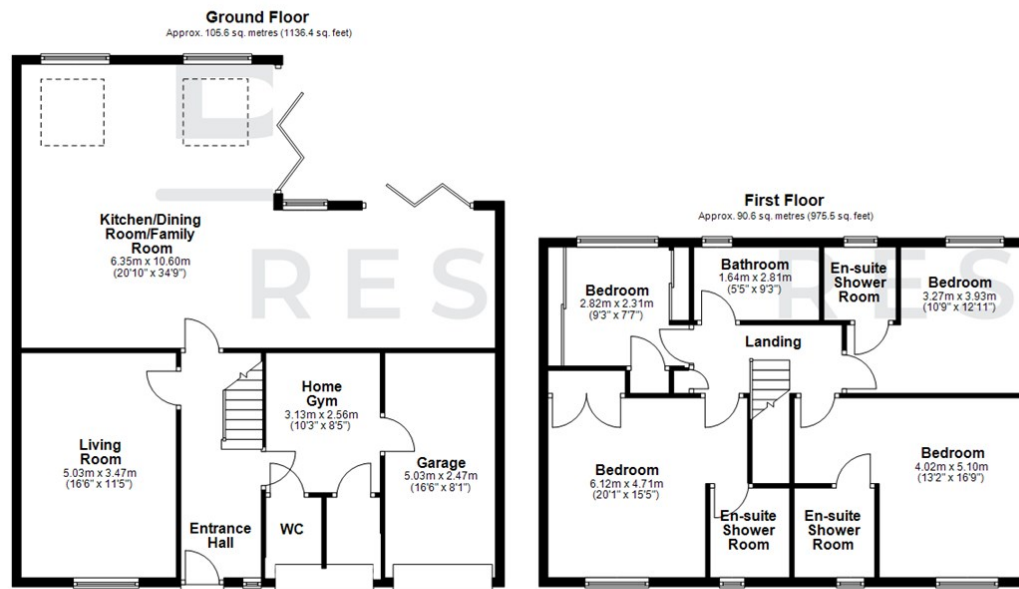 Ground Floor
Approx. 105.6 sq. metres (1136.4 sq. feet)
Kitchen/Dining
Room/Family
Room
6.35m x 10.60m
(20'10" x 34'9")
RES
Living
Room
5.03m x 3.47m
(16'6" x 11'5")
Entrance
Hall
Home
Gym
3.13m x 2.56m
(10'3" x 8'5")
WC
Garage
5.03m x 2.47m
(16'6" x 8'1")
First Floor
Approx. 90.6 sq. metres (975.5 sq. feet)
Bedroom
2.82m x 2.31m
(9'3" x 7'7")
Bathroom
1.64m x 2.81m
(5'5" x 9'3")
En-suite
Shower
Room
Bedroom
3.27m x 3.93m
(10'9" x 12'11")
RES
Landing
Bedroom
6.12m x 4.71m
(20'1" x 15'5")
En-suite
Shower
Room
En-suite
Shower
Room
Bedroom
4.02m x 5.10m
(13'2" x 16'9")